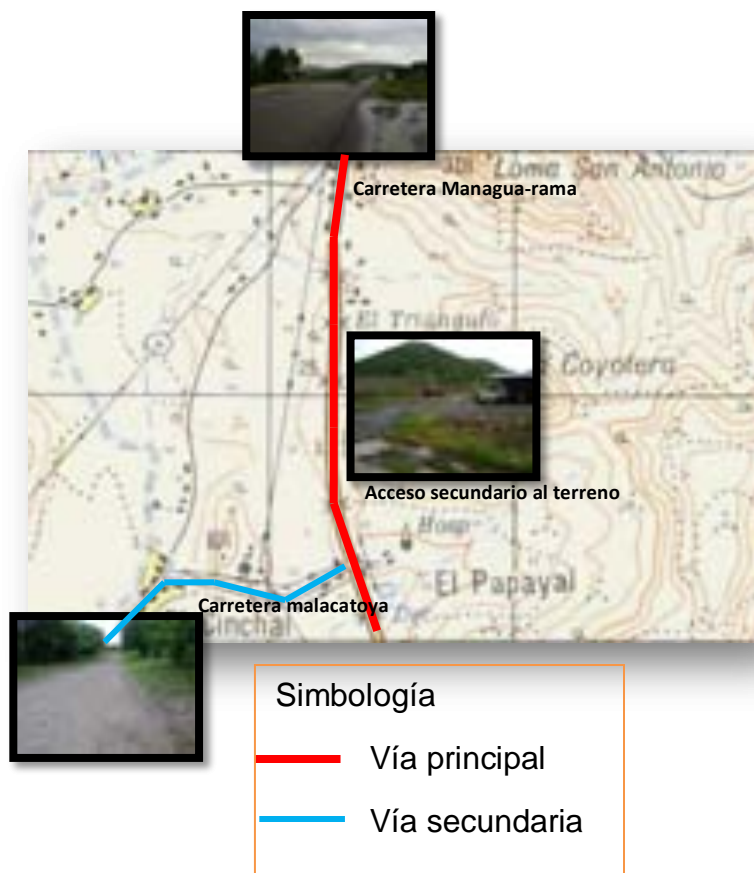 Loma San Antonio
Carretera Managua-rama
El
Coyotera
Acceso secundario al terreno
Hosp
El Papayal
Carretera malacatoya
Simbología
Vía principal
Vía secundaria